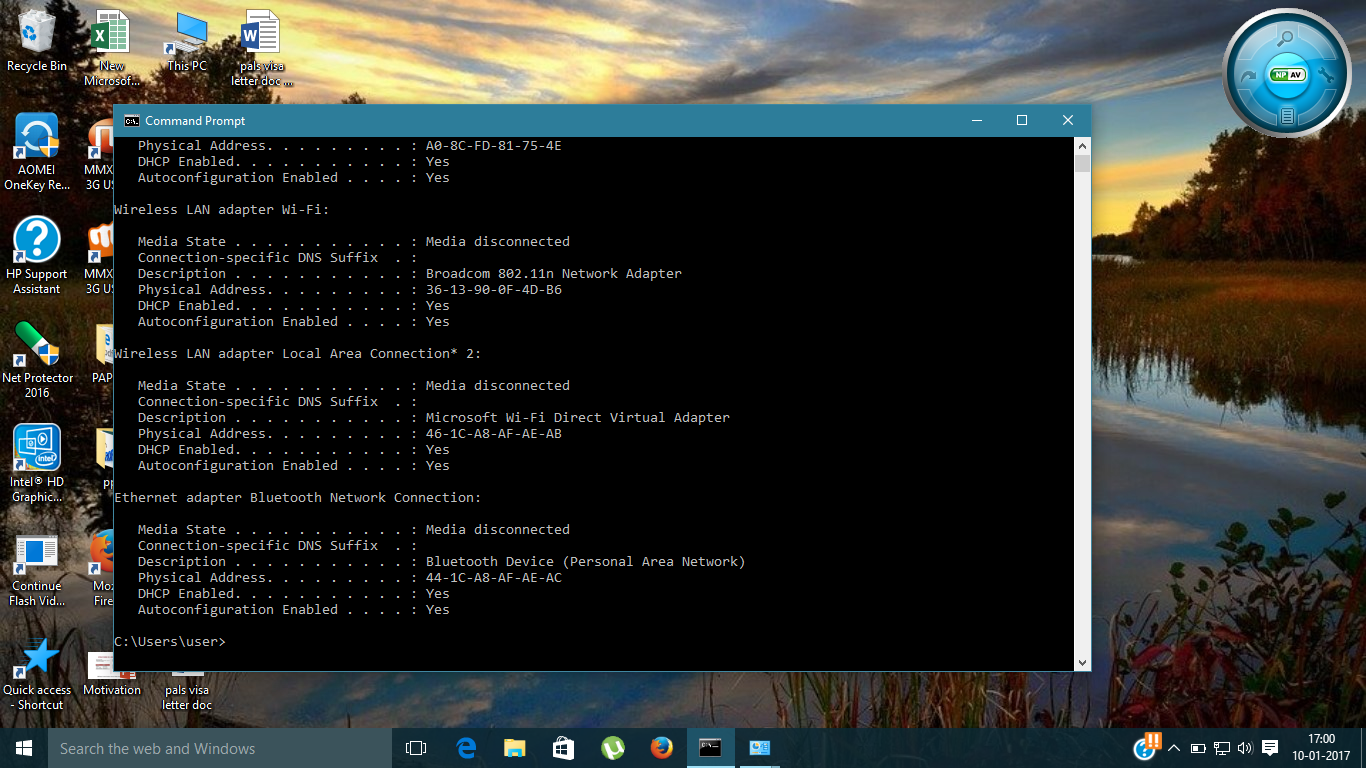 Recycle Bin
New
Microsof...
This PC
pals visa
letter doc ...
AOMEI
OneKey Re...
MMX
3G US
HP Support
Assistant
MMX
3G US
Net Protector
2016
PAP
Intel® HD
Graphic...
pp
Continue
Flash Vid...
Moz
Fire
Quick access
- Shortcut
Motivation
pals visa
letter doc
NP AV
Command Prompt
Physical Address. . . . . . . . . : A0-8C-FD-81-75-4E
DHCP Enabled. . . . . . . . . . . : Yes
Autoconfiguration Enabled . . . . : Yes
Wireless LAN adapter Wi-Fi:
Media State . . . . . . . . . . . : Media disconnected
Connection-specific DNS Suffix  . :
Description . . . . . . . . . . . : Broadcom 802.11n Network Adapter
Physical Address. . . . . . . . . : 36-13-90-0F-4D-B6
DHCP Enabled. . . . . . . . . . . : Yes
Autoconfiguration Enabled . . . . : Yes
Wireless LAN adapter Local Area Connection* 2:
Media State . . . . . . . . . . . : Media disconnected
Connection-specific DNS Suffix  . :
Description . . . . . . . . . . . : Microsoft Wi-Fi Direct Virtual Adapter
Physical Address. . . . . . . . . : 46-1C-A8-AF-AE-AB
DHCP Enabled. . . . . . . . . . . : Yes
Autoconfiguration Enabled . . . . : Yes
Ethernet adapter Bluetooth Network Connection:
Media State . . . . . . . . . . . : Media disconnected
Connection-specific DNS Suffix  . :
Description . . . . . . . . . . . : Bluetooth Device (Personal Area Network)
Physical Address. . . . . . . . . : 44-1C-A8-AF-AE-AC
DHCP Enabled. . . . . . . . . . . : Yes
Autoconfiguration Enabled . . . . : Yes
C:\Users\user>
Search the web and Windows
17:00
10-01-2017